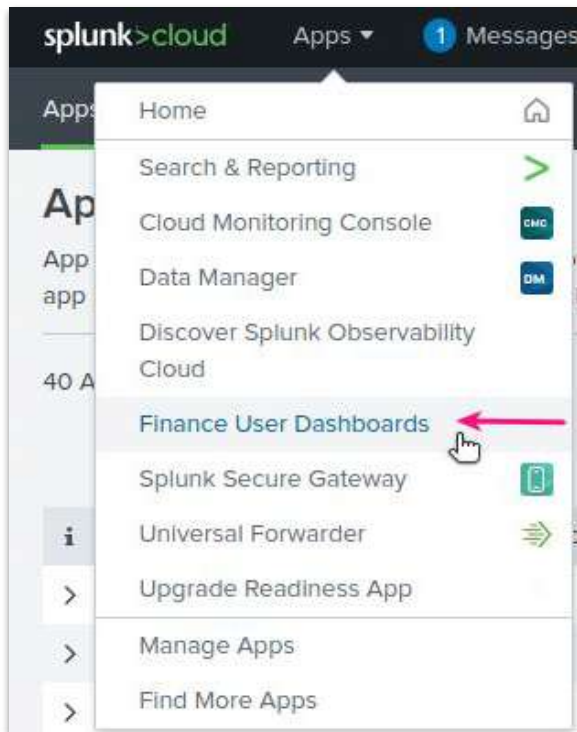 splunk>cloud Apps 1 Messages
Apps
Home
Search & Reporting
Cloud Monitoring Console CMC
Data Manager DM
Discover Splunk Observability
Cloud
Finance User Dashboards
Splunk Secure Gateway
Universal Forwarder
Upgrade Readiness App
Manage Apps
Find More Apps
Ap
App
app
40 A
i